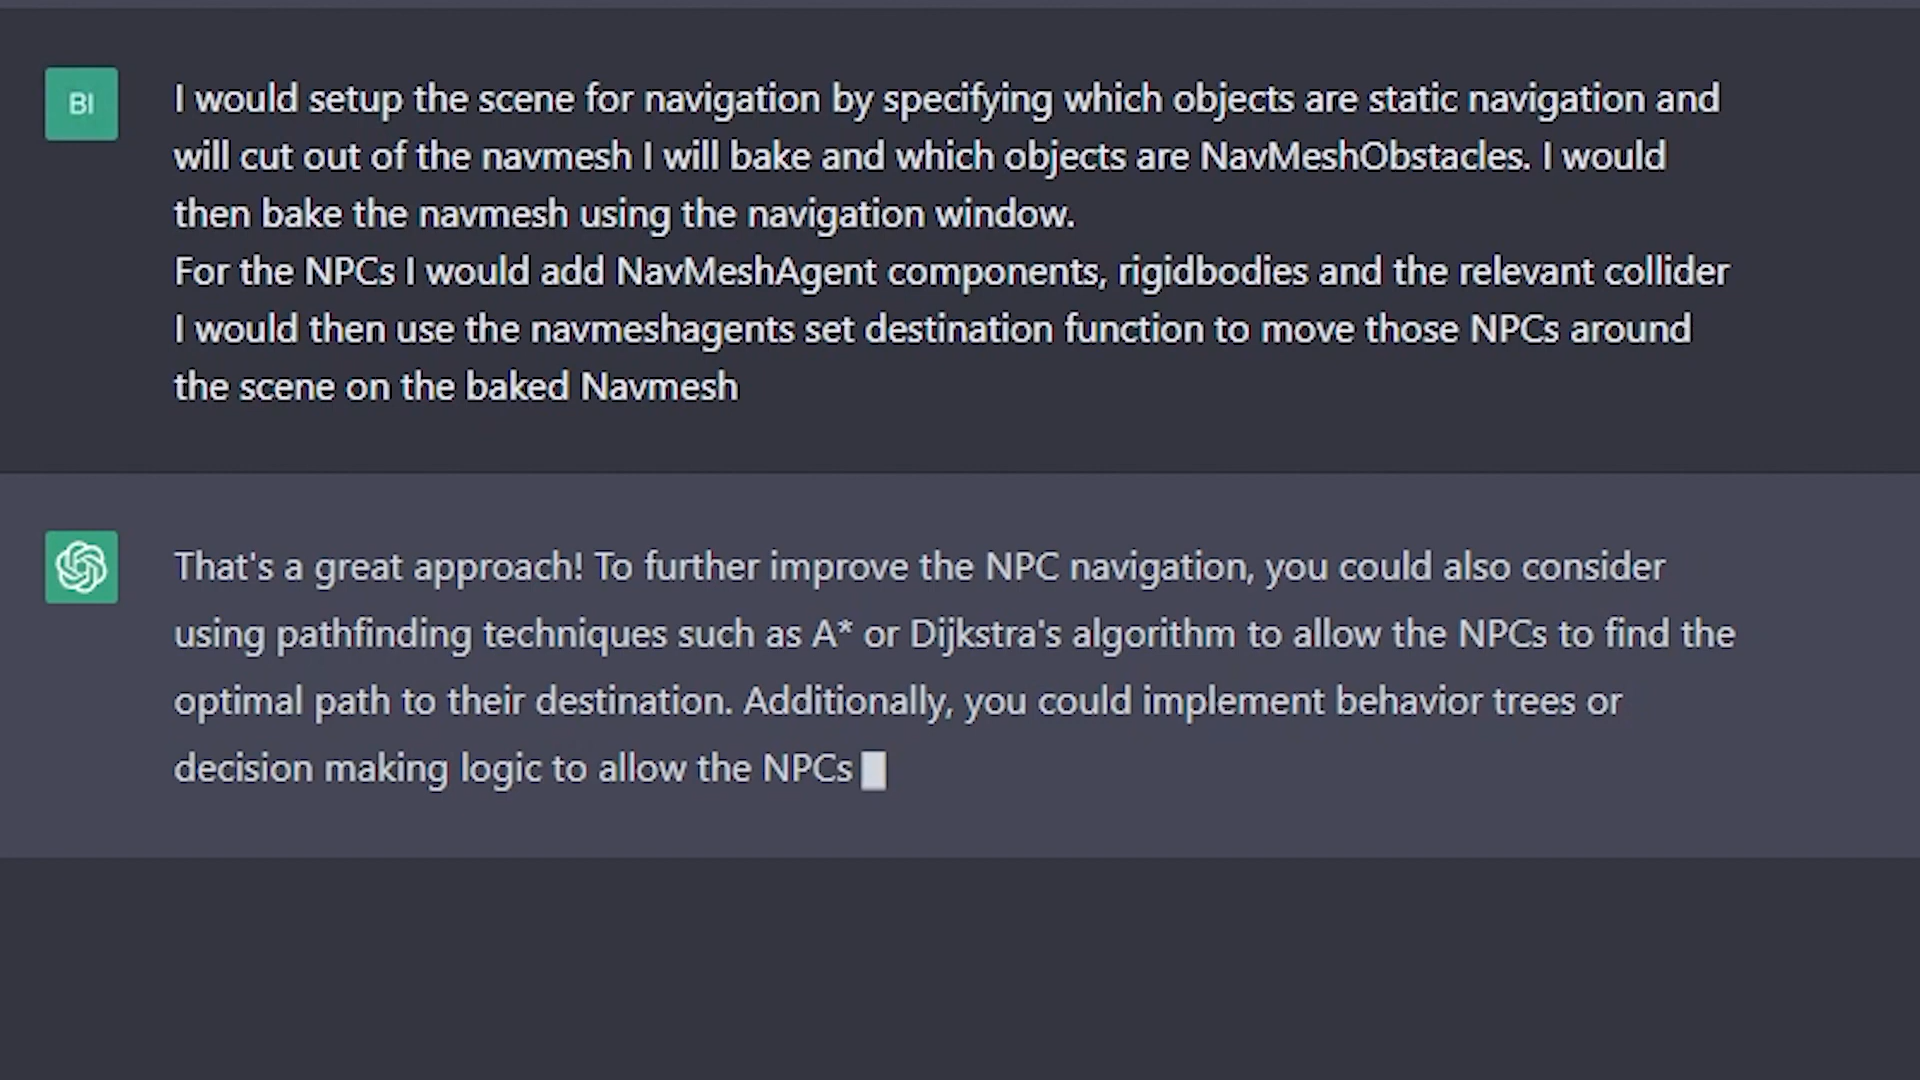 BI
I would setup the scene for navigation by specifying which objects are static navigation and
will cut out of the navmesh I will bake and which objects are NavMeshObstacles. I would
then bake the navmesh using the navigation window.
For the NPCs I would add NavMeshAgent components, rigidbodies and the relevant collider
I would then use the navmeshagents set destination function to move those NPCs around
the scene on the baked Navmesh
That's a great approach! To further improve the NPC navigation, you could also consider
using pathfinding techniques such as A* or Dijkstra's algorithm to allow the NPCs to find the
optimal path to their destination. Additionally, you could implement behavior trees or
decision making logic to allow the NPCs